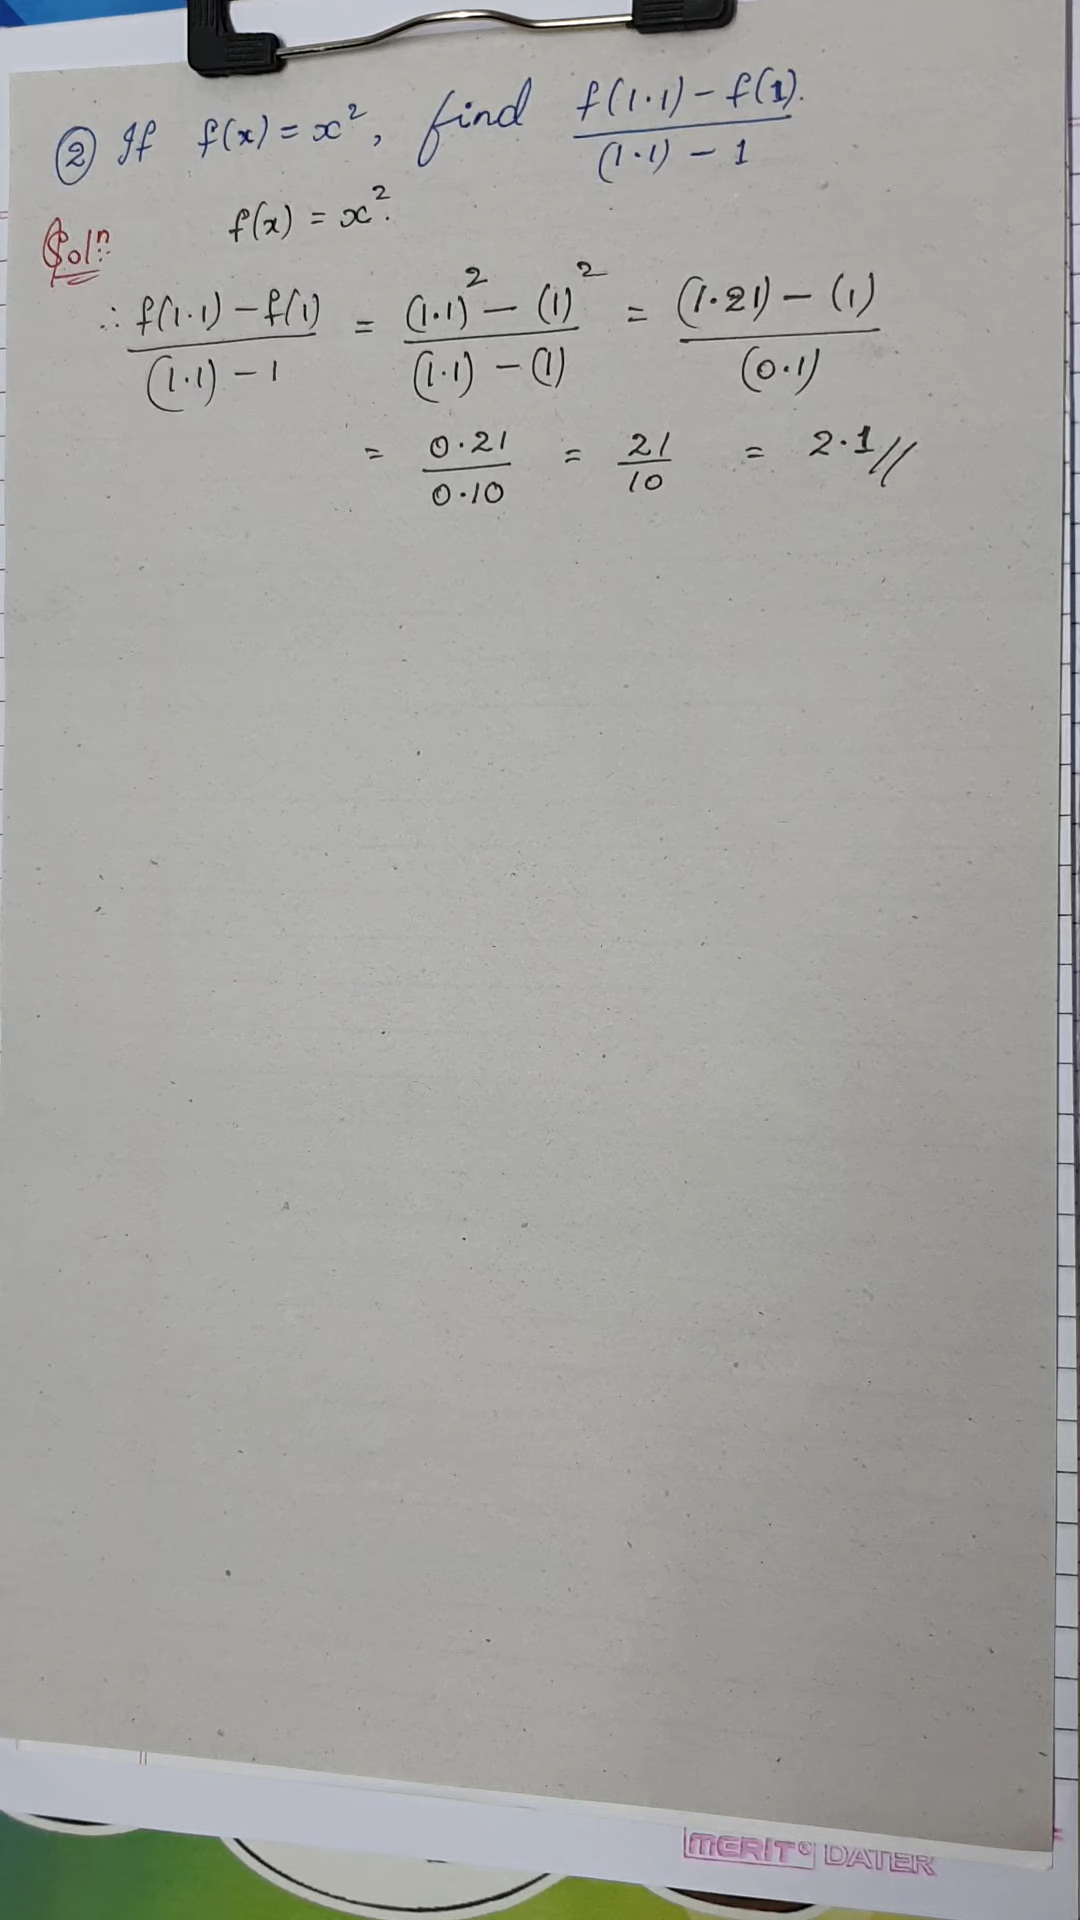 ② If f(x) = x², find f(1.1) - f(1). / (1.1) - 1
Solⁿ: f(x) = x².
∴ f(1.1) - f(1) / (1.1) - 1 = (1.1)² - (1)² / (1.1) - (1) = (1.21) - (1) / (0.1)
= 0.21 / 0.10 = 21 / 10 = 2.1//
MERIT® DATER